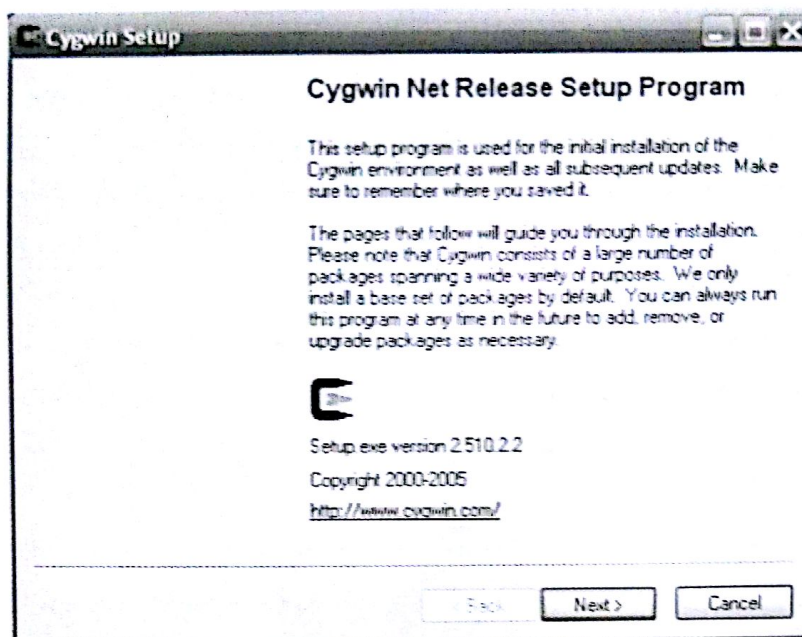 Cygwin Setup
Cygwin Net Release Setup Program
This setup program is used for the initial installation of the
Cygwin environment as well as all subsequent updates. Make
sure to remember where you saved it.
The pages that follow will guide you through the installation.
Please note that Cygwin consists of a large number of
packages spanning a wide variety of purposes. We only
install a base set of packages by default. You can always run
this program at any time in the future to add, remove, or
upgrade packages as necessary.
Setup.exe version 2.510.2.2
Copyright 2000-2005
http://www.cygwin.com/
Back Next > Cancel